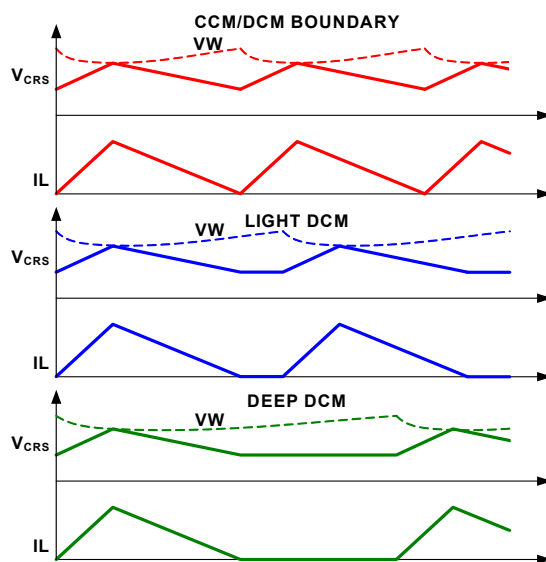 CCM/DCM BOUNDARY
VW
VCRS
IL
LIGHT DCM
VW
VCRS
IL
DEEP DCM
VW
VCRS
IL